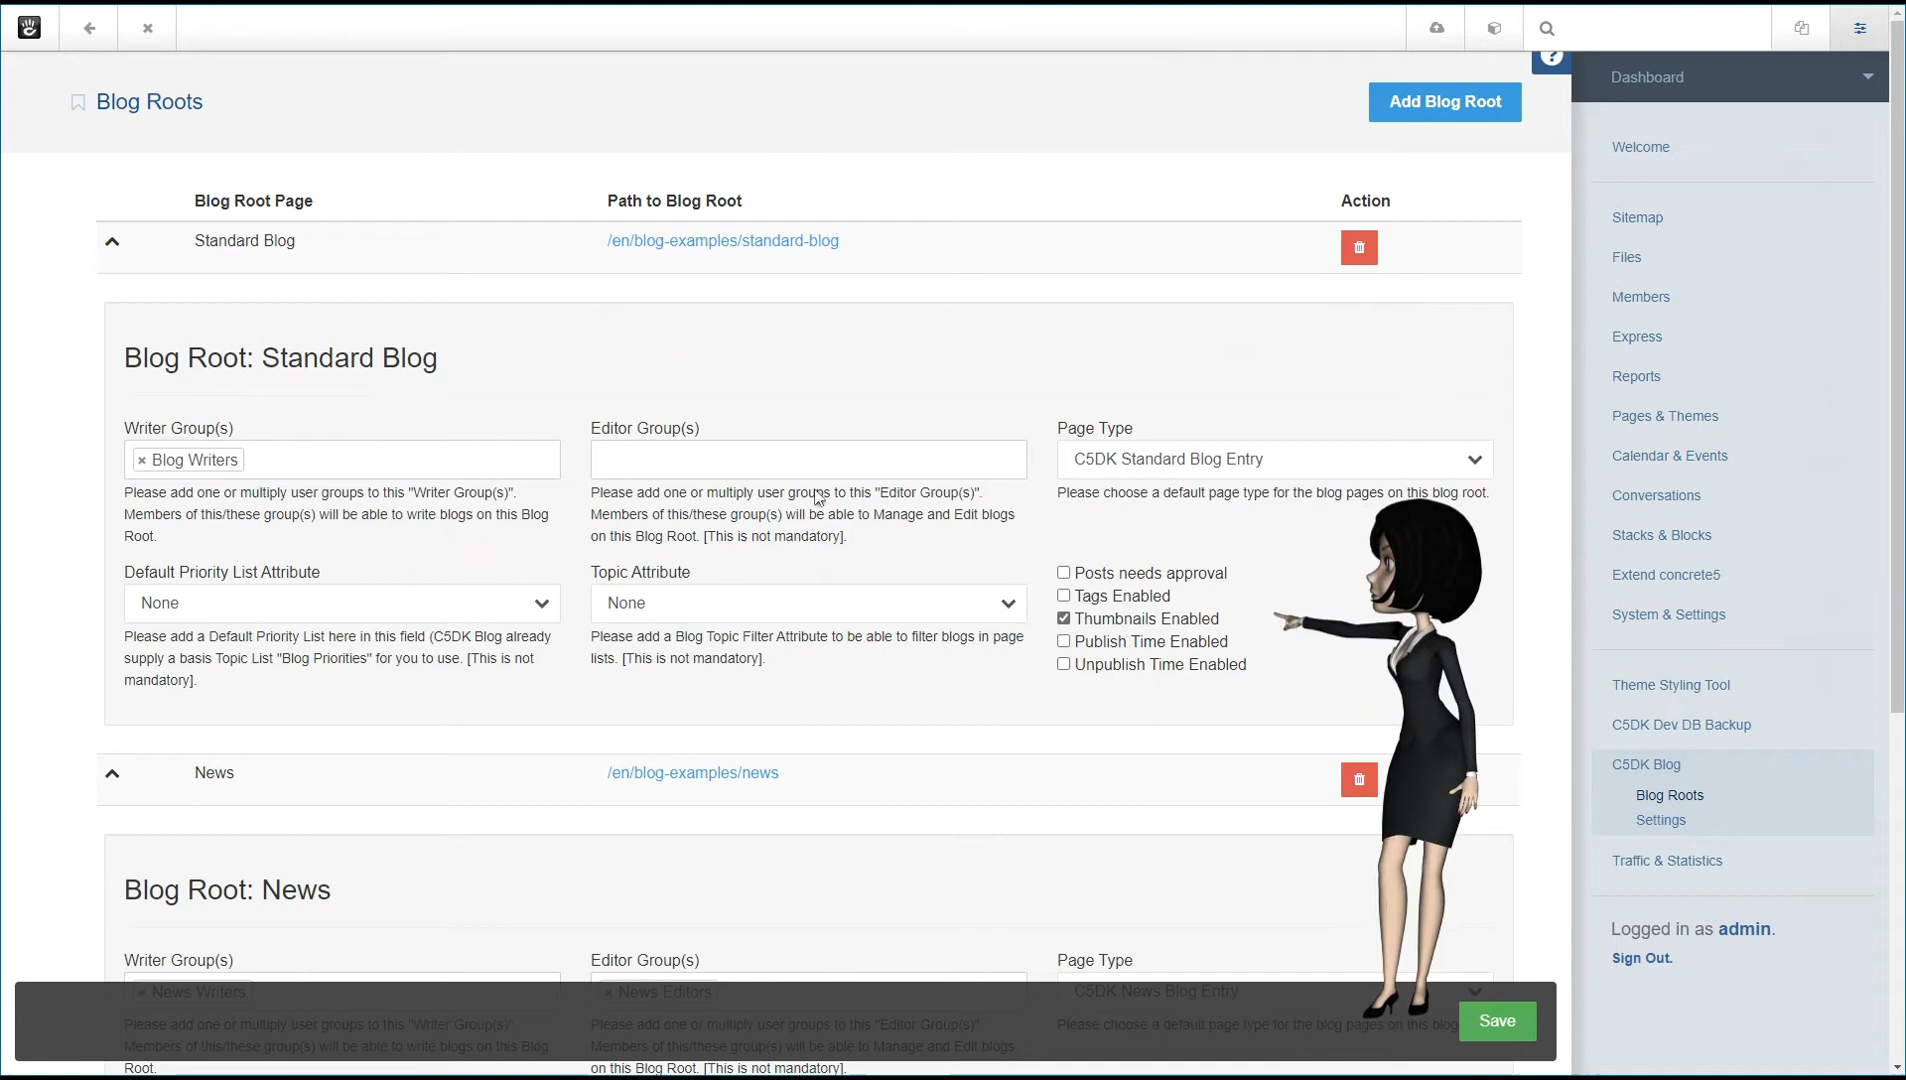 Blog Roots
Add Blog Root
Blog Root Page
Path to Blog Root
Action
Standard Blog
/en/blog-examples/standard-blog
Blog Root: Standard Blog
Writer Group(s)
× Blog Writers
Please add one or multiply user groups to this "Writer Group(s)".
Members of this/these group(s) will be able to write blogs on this Blog
Root.
Editor Group(s)
Please add one or multiply user groups to this "Editor Group(s)".
Members of this/these group(s) will be able to Manage and Edit blogs
on this Blog Root. [This is not mandatory].
Page Type
C5DK Standard Blog Entry
Please choose a default page type for the blog pages on this blog root.
Default Priority List Attribute
None
Please add a Default Priority List here in this field (C5DK Blog already
supply a basis Topic List "Blog Priorities" for you to use. [This is not
mandatory].
Topic Attribute
None
Please add a Blog Topic Filter Attribute to be able to filter blogs in page
lists. [This is not mandatory].
Posts needs approval
Tags Enabled
Thumbnails Enabled
Publish Time Enabled
Unpublish Time Enabled
News
/en/blog-examples/news
Blog Root: News
Writer Group(s)
× News Writers
Please add one or multiply user groups to this "Writer Group(s)".
Members of this/these group(s) will be able to write blogs on this Blog
Root.
Editor Group(s)
× News Editors
Please add one or multiply user groups to this "Editor Group(s)"
Members of this/these group(s) will be able to Manage and Edit blogs
on this Blog Root. [This is not mandatory].
Page Type
C5DK News Blog Entry
Please choose a default page type for the blog pages on this blog
Save
?
Dashboard
Welcome
Sitemap
Files
Members
Express
Reports
Pages & Themes
Calendar & Events
Conversations
Stacks & Blocks
Extend concrete5
System & Settings
Theme Styling Tool
C5DK Dev DB Backup
C5DK Blog
Blog Roots
Settings
Traffic & Statistics
Logged in as admin.
Sign Out.